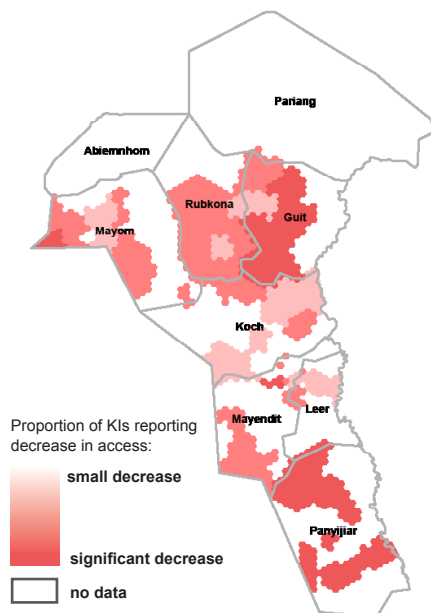 Pariang
Abiemnhom
Rubkona
Guit
Mayom
Koch
Mayendit
Leer
Panyijiar
Proportion of KIs reporting
decrease in access:
small decrease
significant decrease
no data